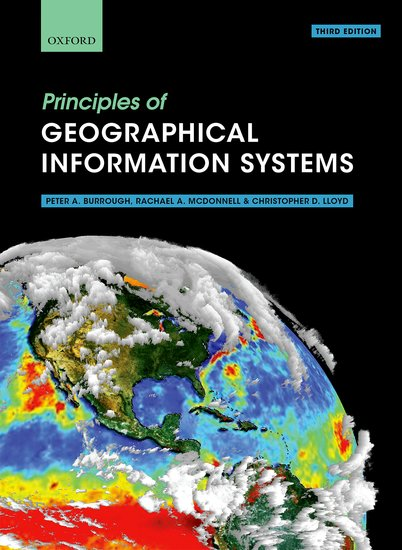 OXFORD
THIRD EDITION
Principles of
GEOGRAPHICAL
INFORMATION SYSTEMS
PETER A. BURROUGH, RACHAEL A. MCDONNELL & CHRISTOPHER D. LLOYD